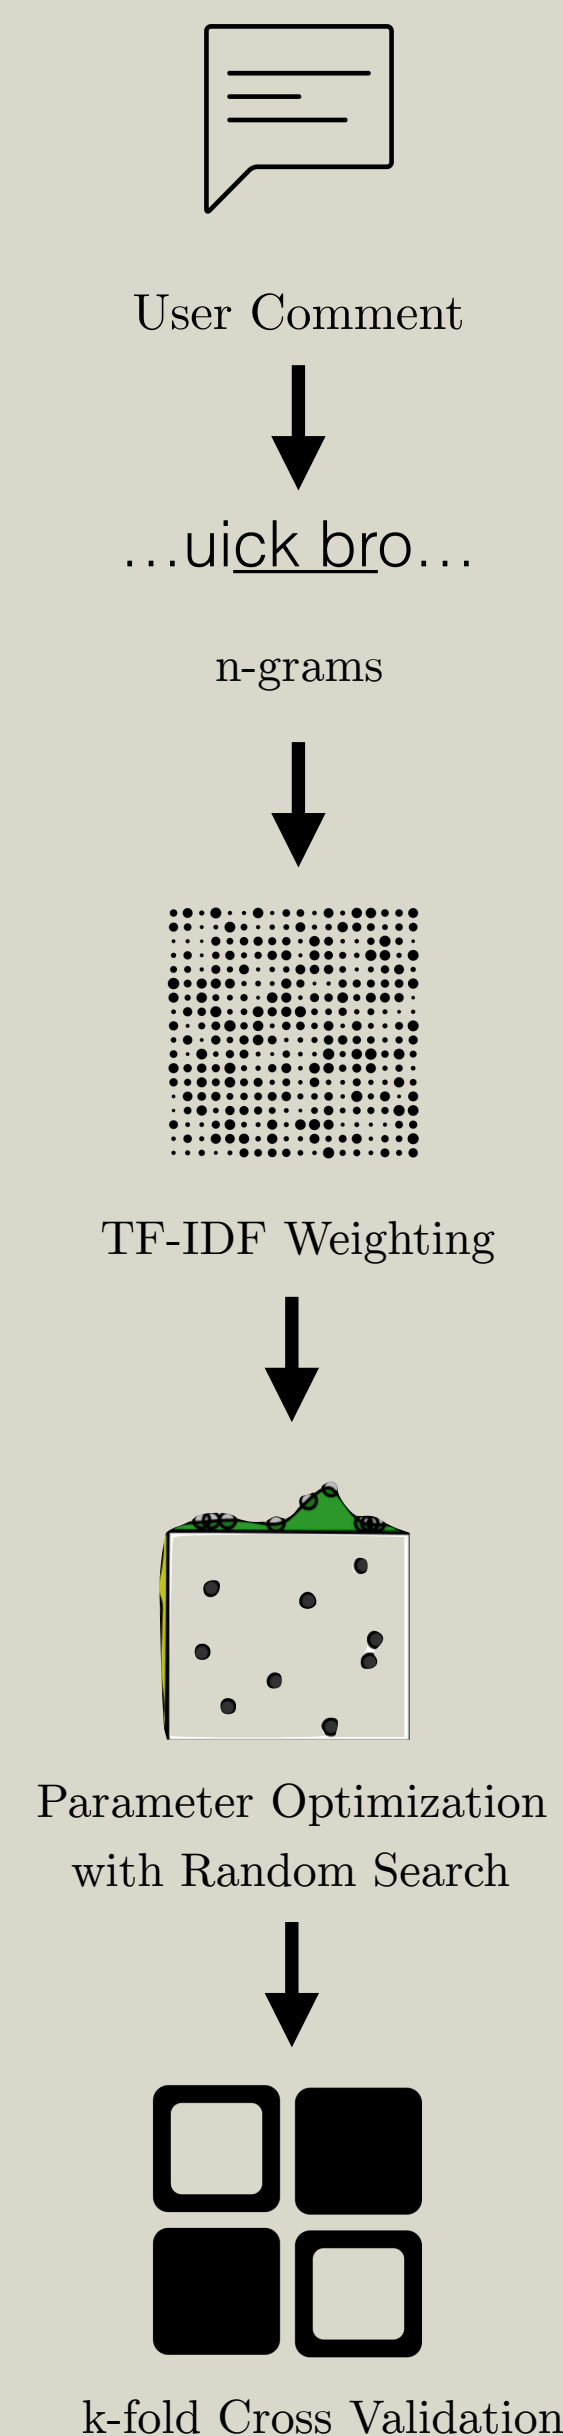 User Comment
…uick bro…
n-grams
TF-IDF Weighting
Parameter Optimization
with Random Search
k-fold Cross Validation